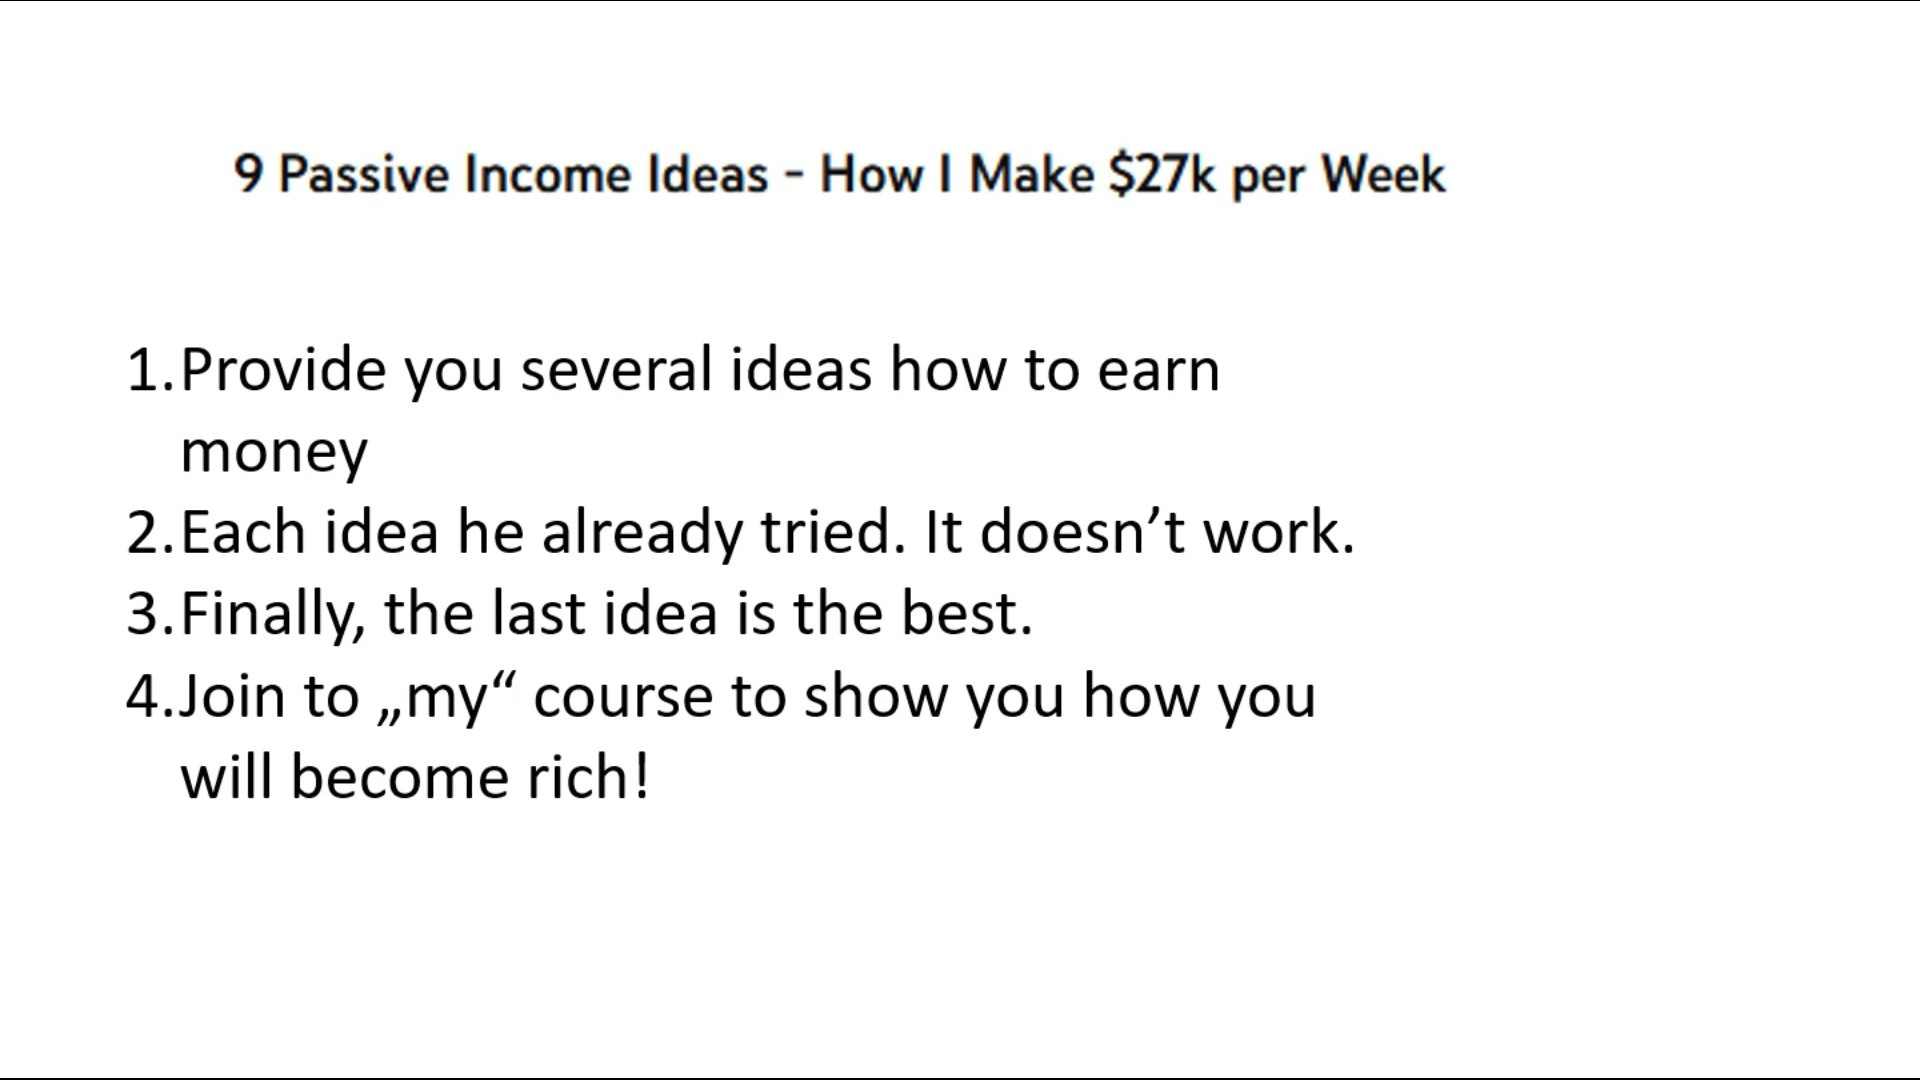 9 Passive Income Ideas - How I Make $27k per Week
1.Provide you several ideas how to earn
money
2.Each idea he already tried. It doesn’t work.
3.Finally, the last idea is the best.
4.Join to „my“ course to show you how you
will become rich!